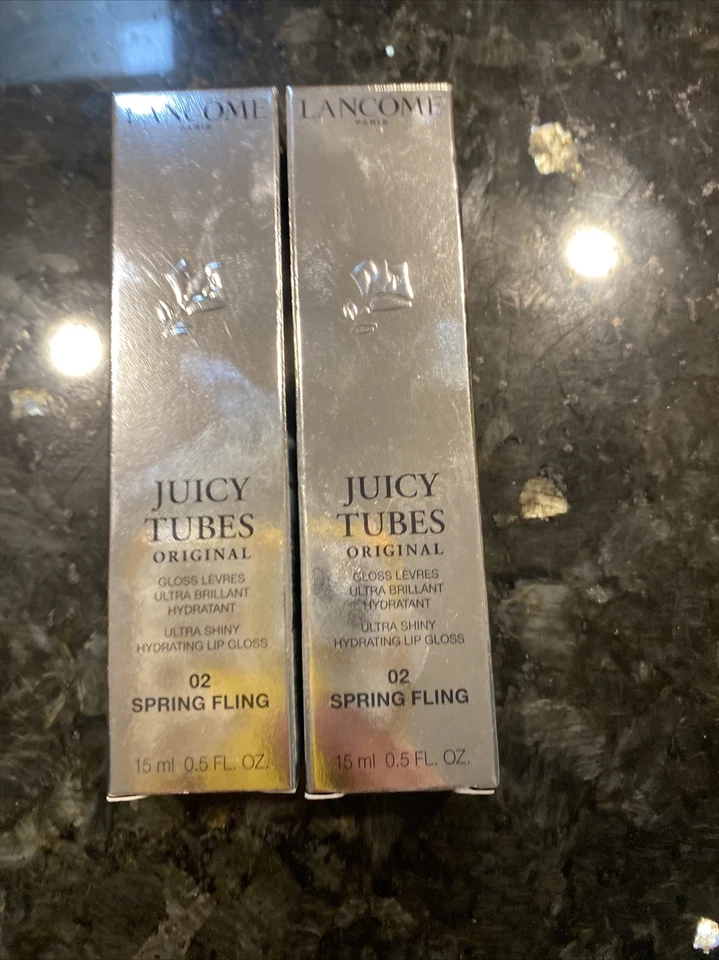 LANCOME
PARIS
JUICY
TUBES
ORIGINAL
GLOSS LÈVRES
ULTRA BRILLANT
HYDRATANT
ULTRA SHINY
HYDRATING LIP GLOSS
02
SPRING FLING
15 ml 0.5 FL. OZ.
LANCOME
PARIS
JUICY
TUBES
ORIGINAL
GLOSS LÈVRES
ULTRA BRILLANT
HYDRATANT
ULTRA SHINY
HYDRATING LIP GLOSS
02
SPRING FLING
15 ml 0.5 FL. OZ.